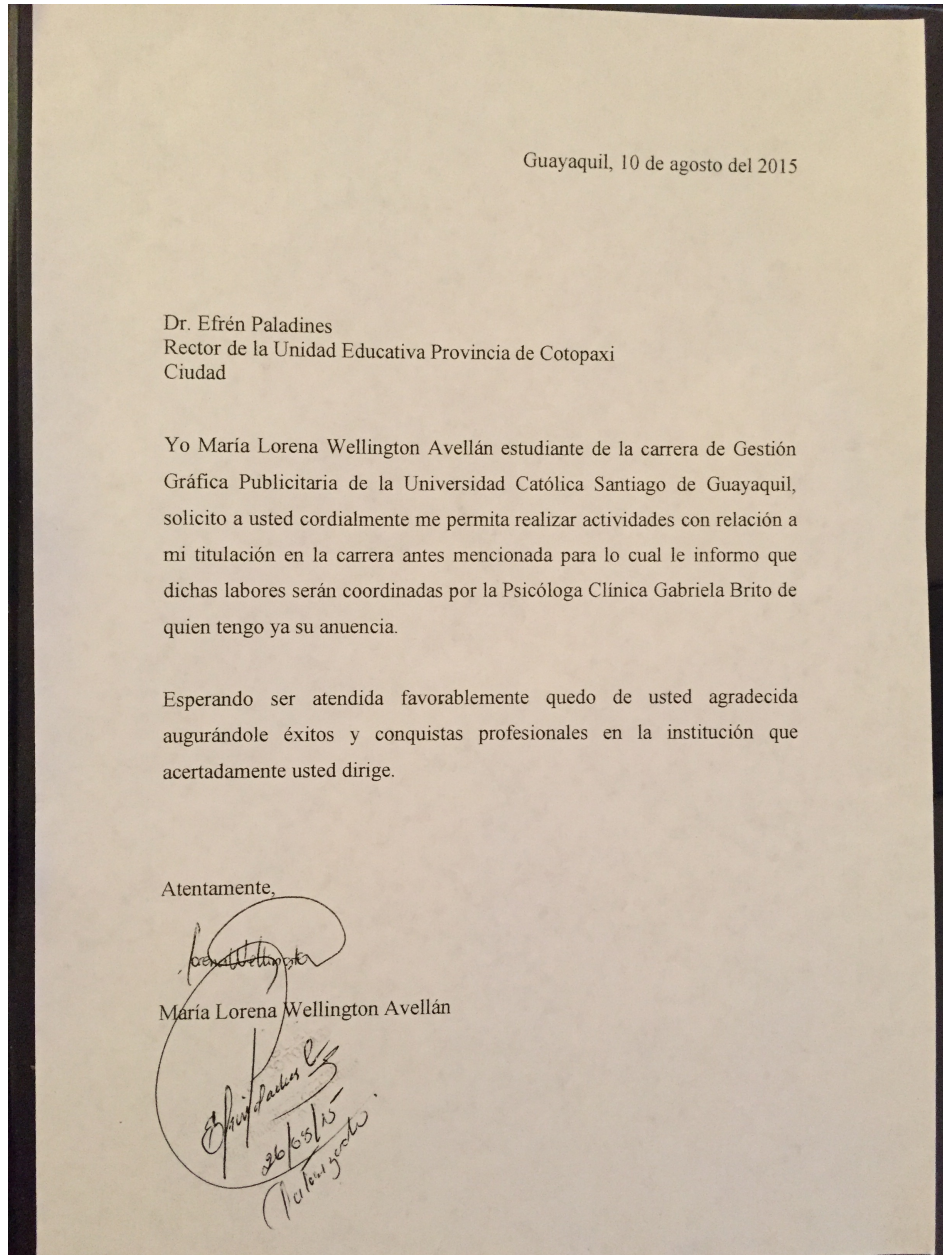 Guayaquil, 10 de agosto del 2015
Dr. Efrén Paladines
Rector de la Unidad Educativa Provincia de Cotopaxi
Ciudad
Yo María Lorena Wellington Avellán estudiante de la carrera de Gestión
Gráfica Publicitaria de la Universidad Católica Santiago de Guayaquil,
solicito a usted cordialmente me permita realizar actividades con relación a
mi titulación en la carrera antes mencionada para lo cual le informo que
dichas labores serán coordinadas por la Psicóloga Clínica Gabriela Brito de
quien tengo ya su anuencia.
Esperando ser atendida favorablemente quedo de usted agradecida
augurándole éxitos y conquistas profesionales en la institución que
acertadamente usted dirige.
Atentamente,
Lorena Wellington
María Lorena Wellington Avellán
26/08/15